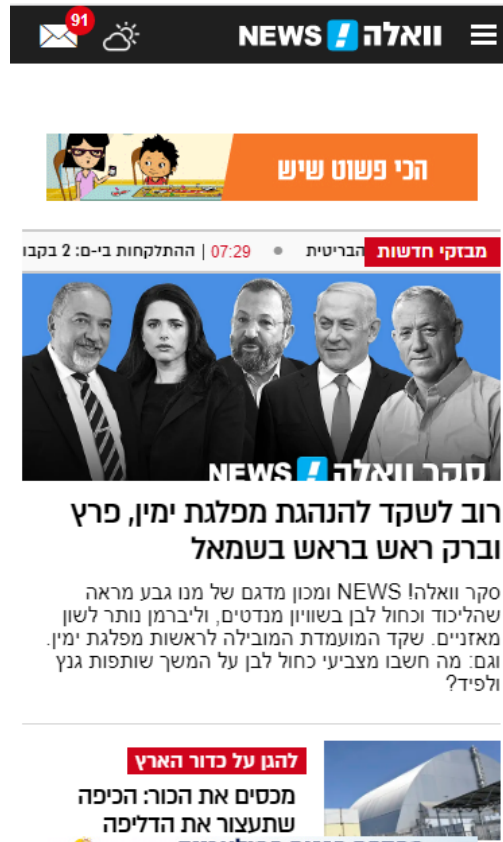 91
וואלה! NEWS
הכי פשוט שיש
מבזקי חדשות הבריטית • 07:29 | ההתלקחות בי-ם: 2 בקבו
סקר וואלה! NEWS
רוב לשקד להנהגת מפלגת ימין, פרץ
וברק ראש בראש בשמאל
סקר וואלה! NEWS ומכון מדגם של מנו גבע מראה
שהליכוד וכחול לבן בשוויון מנדטים, וליברמן נותר לשון
מאזניים. שקד המועמדת המובילה לראשות מפלגת ימין.
וגם: מה חשבו מצביעי כחול לבן על המשך שותפות גנץ
ולפיד?
להגן על כדור הארץ
מכסים את הכור: הכיפה
שתעצור את הדליפה